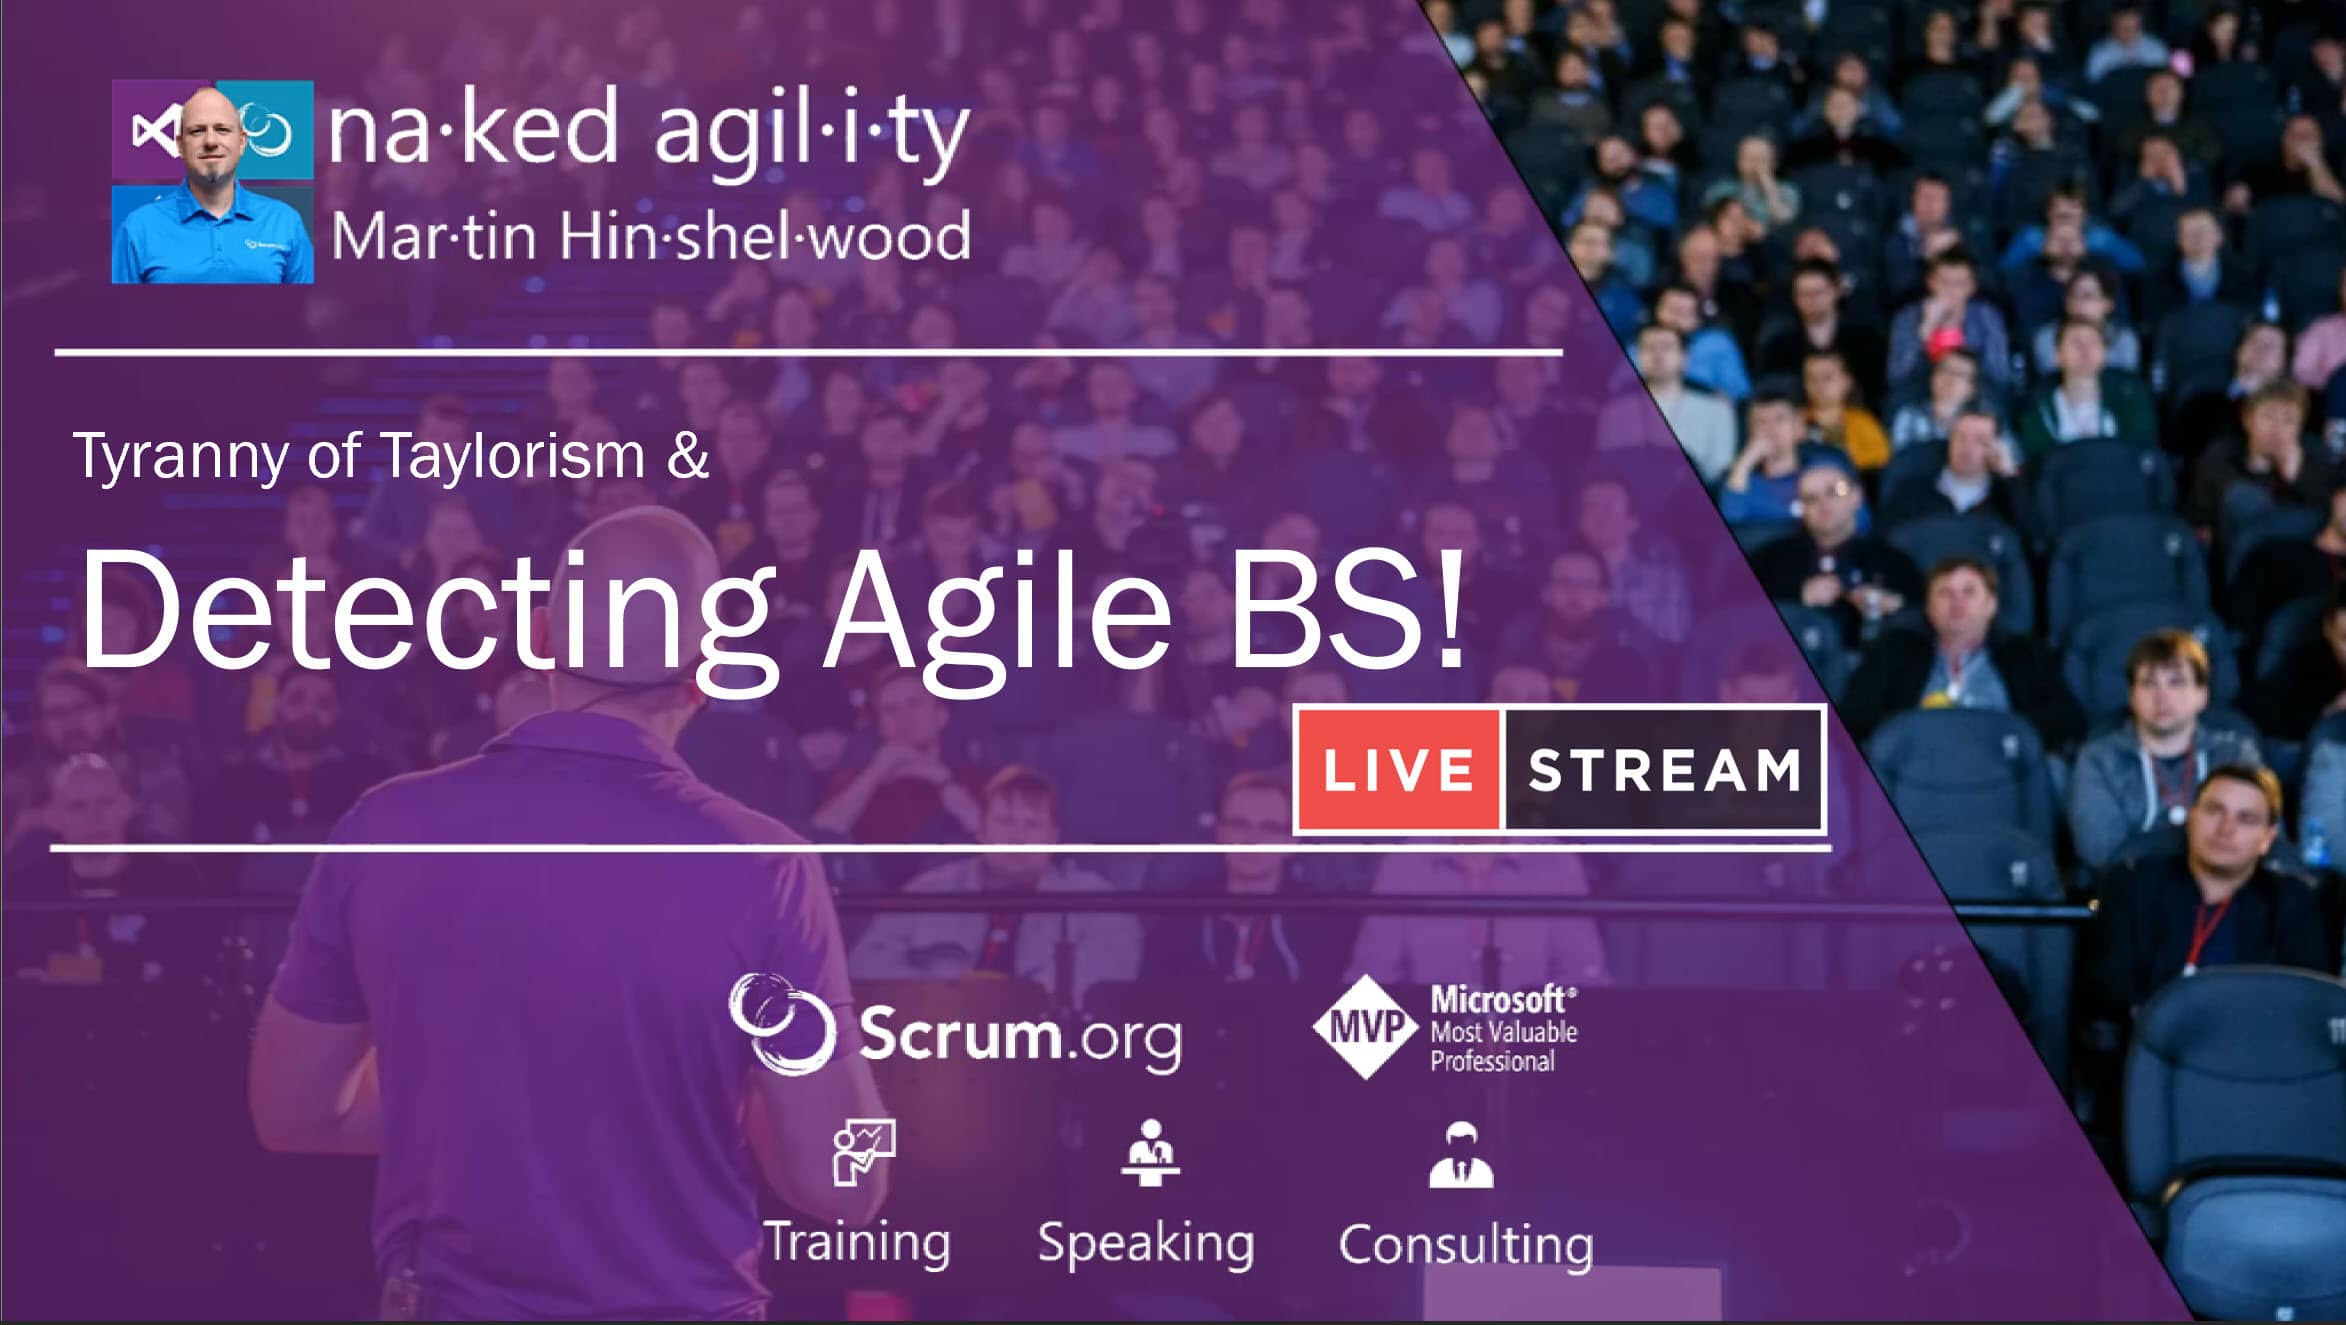 na·ked agil·i·ty
Mar·tin Hin·shel·wood
Tyranny of Taylorism &
Detecting Agile BS!
LIVE STREAM
Scrum.org
MVP
Microsoft®
Most Valuable
Professional
Training
Speaking
Consulting